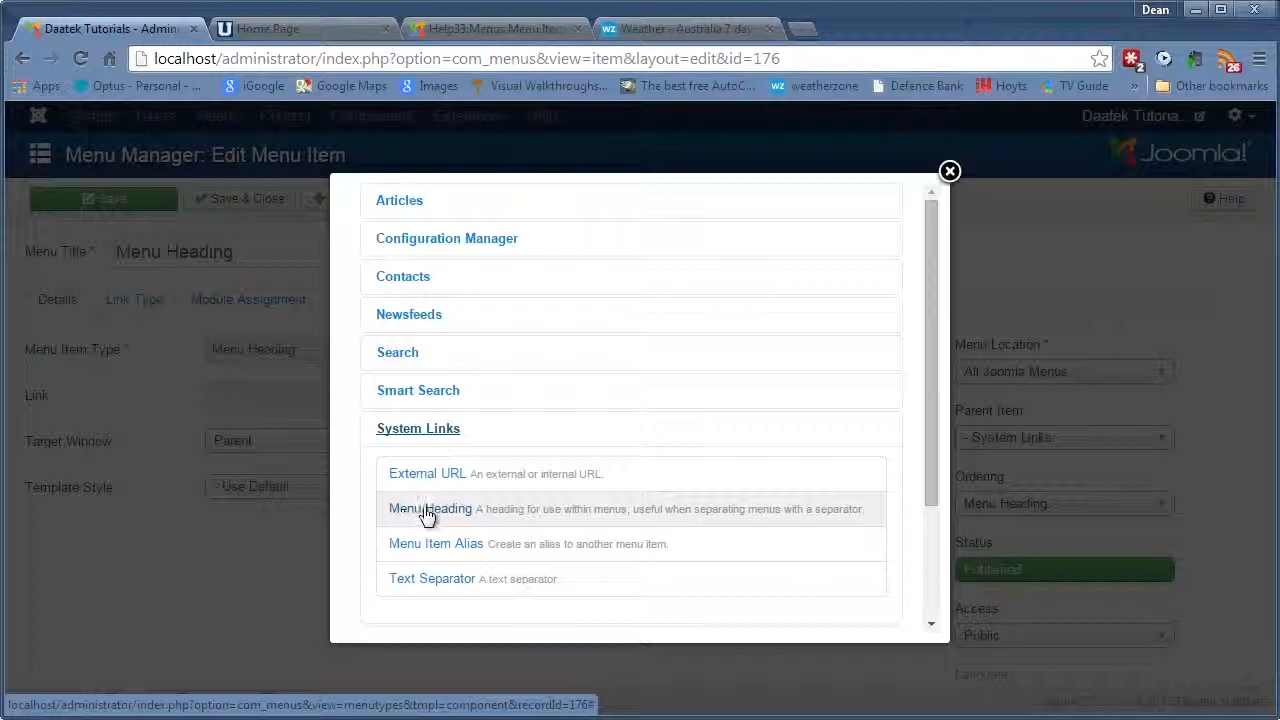 Dean
Daatek Tutorials - Admin
Home Page
Help33:Menus Menu Item
Weather - Australia 7 day
localhost/administrator/index.php?option=com_menus&view=item&layout=edit&id=176
2
26
Apps
Optus - Personal - ...
iGoogle
Google Maps
Images
Visual Walkthroughs...
The best free AutoC...
weatherzone
Defence Bank
Hoyts
TV Guide
»
Other bookmarks
Daatek Tutoria...
Menu Manager: Edit Menu Item
Joomla!
Save
Save & Close
Help
Menu Title *
Menu Heading
Details
Link Type
Module Assignment
Menu Item Type *
Menu Heading
Link
Target Window
Parent
Template Style
- Use Default
Articles
Configuration Manager
Contacts
Newsfeeds
Search
Smart Search
System Links
External URL An external or internal URL.
Menu Heading A heading for use within menus, useful when separating menus with a separator.
Menu Item Alias Create an alias to another menu item.
Text Separator A text separator.
Menu Location *
All Joomla Menus
Parent Item
- System Links
Ordering
Menu Heading
Status
Published
Access
Public
Language
localhost/administrator/index.php?option=com_menus&view=menutypes&tmpl=component&recordId=176#